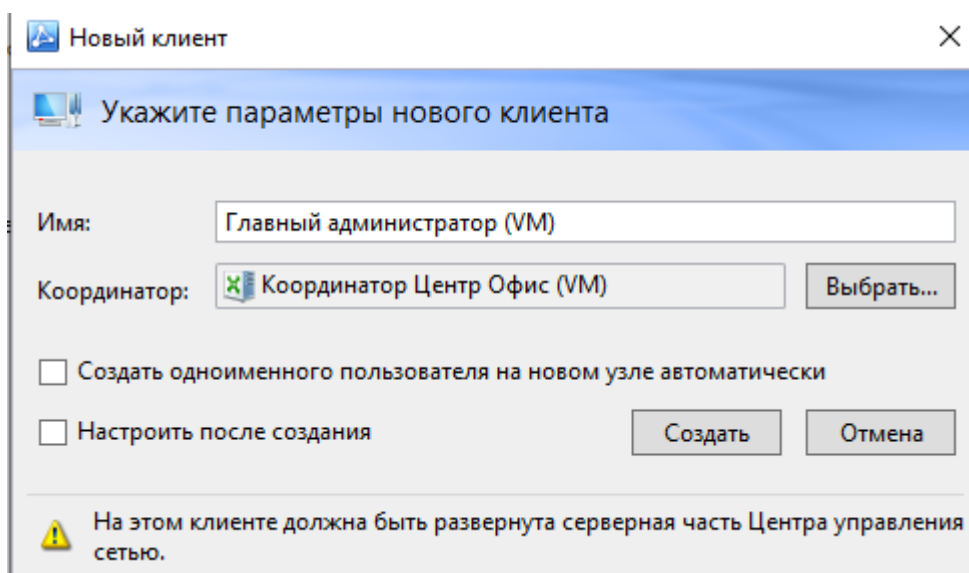 Новый клиент
Укажите параметры нового клиента
Имя: Главный администратор (VM)
Координатор: Координатор Центр Офис (VM) Выбрать...
Создать одноименного пользователя на новом узле автоматически
Настроить после создания Создать Отмена
На этом клиенте должна быть развернута серверная часть Центра управления
сетью.